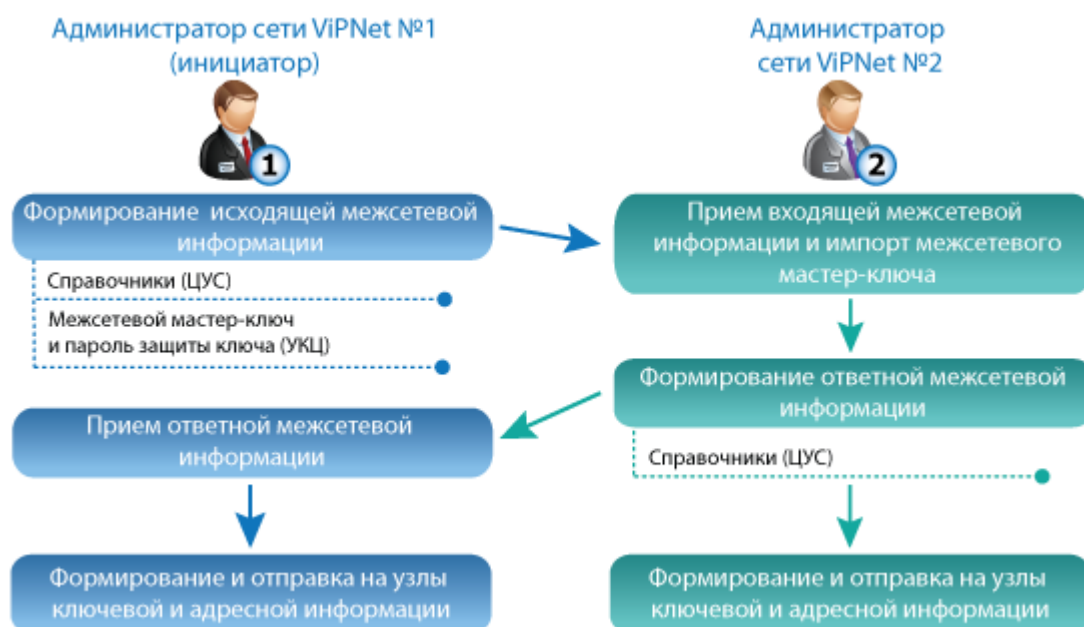 Администратор сети ViPNet №1
(инициатор)
1
Формирование исходящей межсетевой
информации
Справочники (ЦУС)
Межсетевой мастер-ключ
и пароль защиты ключа (УКЦ)
Прием ответной межсетевой
информации
Формирование и отправка на узлы
ключевой и адресной информации
Администратор
сети ViPNet №2
2
Прием входящей межсетевой
информации и импорт межсетевого
мастер-ключа
Формирование ответной межсетевой
информации
Справочники (ЦУС)
Формирование и отправка на узлы
ключевой и адресной информации